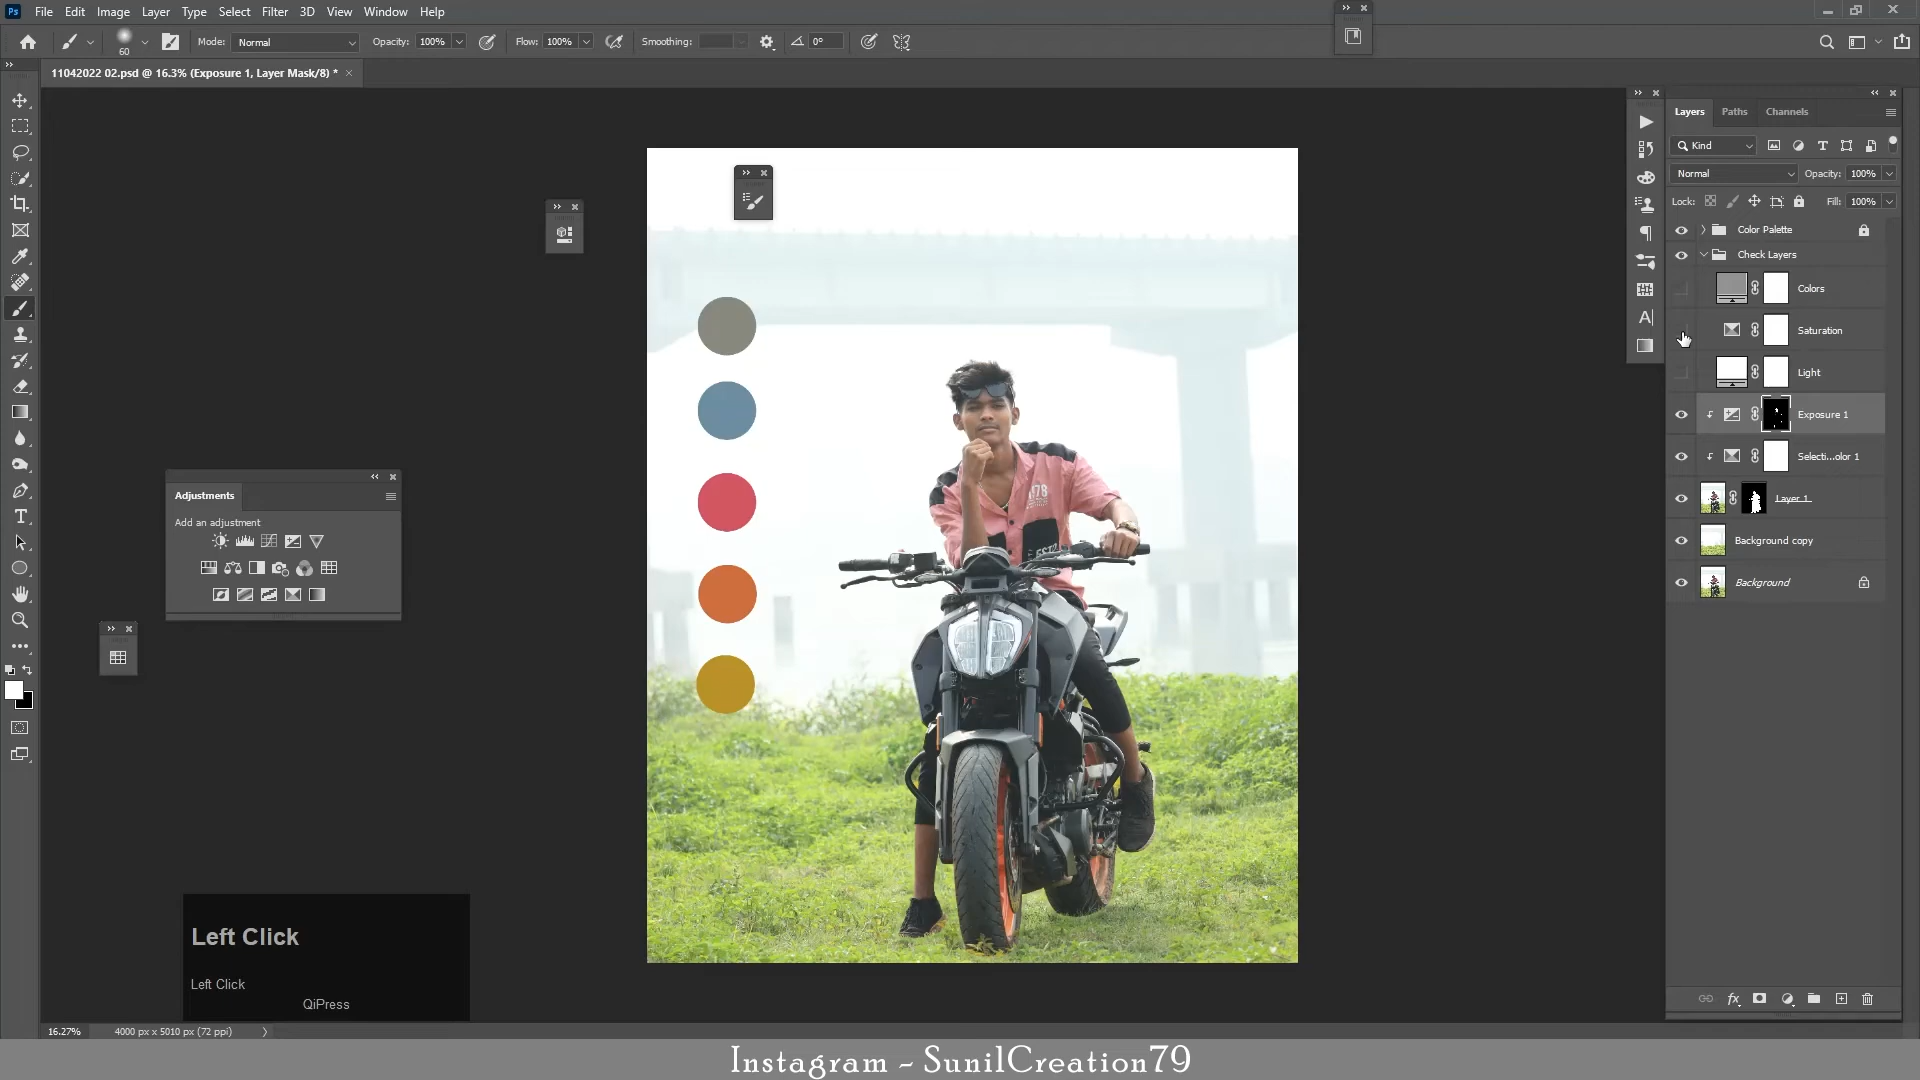 Ps File Edit Image Layer Type Select Filter 3D View Window Help
60 Mode: Normal Opacity: 100% Flow: 100% Smoothing: 0°
11042022 02.psd @ 16.3% (Exposure 1, Layer Mask/8) *
Layers Paths Channels
Kind
Normal Opacity: 100%
Lock: Fill: 100%
Color Palette
Check Layers
Colors
Saturation
Light
Exposure 1
Selecti...olor 1
Layer 1
Background copy
Background
Adjustments
Add an adjustment
Left Click
Left Click
QiPress
16.27% 4000 px x 5010 px (72 ppi)
Instagram - SunilCreation79